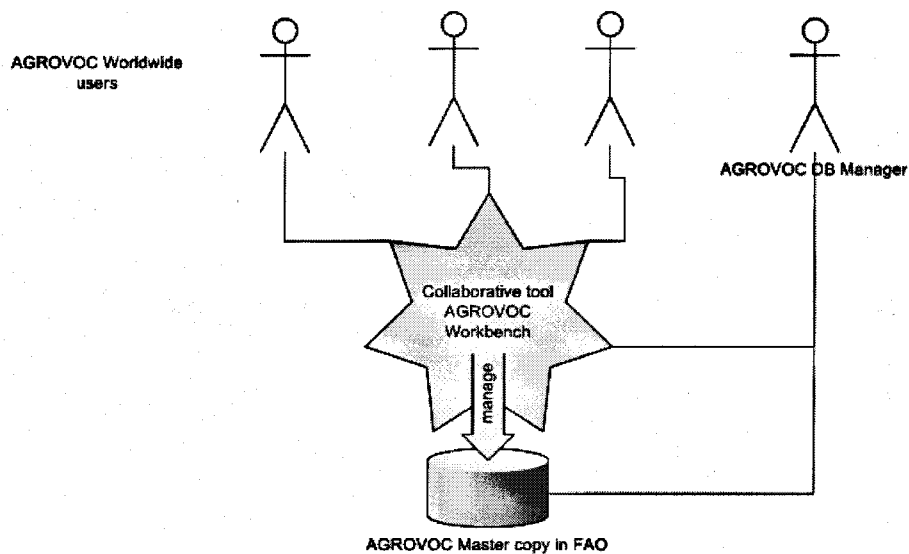 AGROVOC Worldwide
users
AGROVOC DB Manager
Collaborative tool
AGROVOC
Workbench
manage
AGROVOC Master copy in FAO